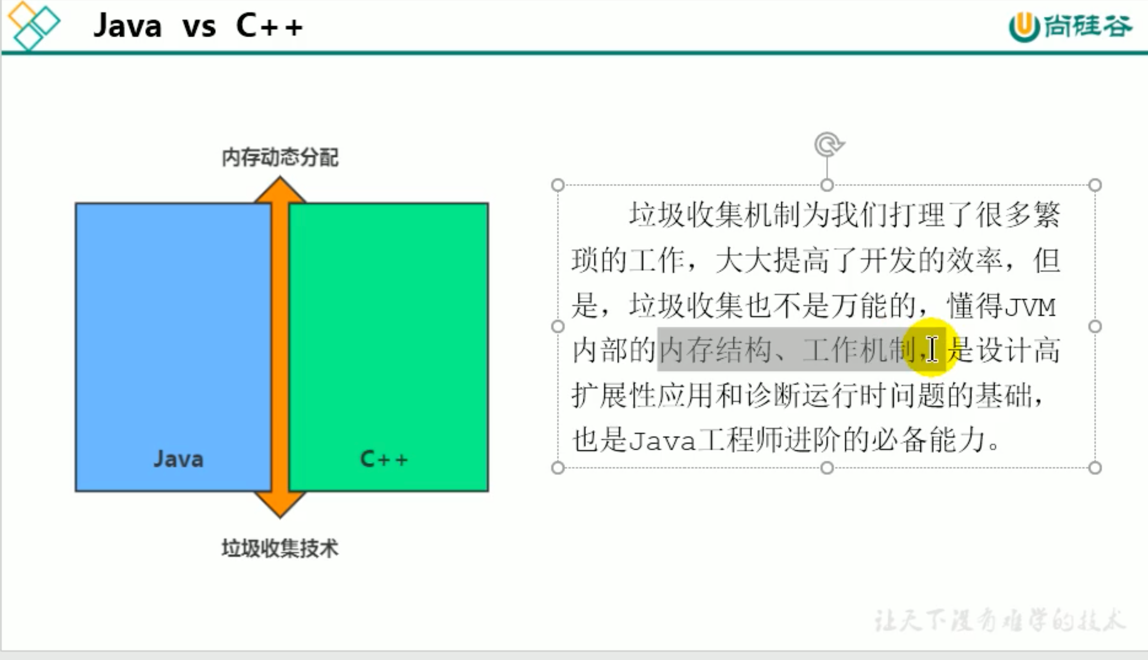 Java vs C++
尚硅谷
内存动态分配
Java
C++
垃圾收集技术
垃圾收集机制为我们打理了很多繁
琐的工作，大大提高了开发的效率，但
是，垃圾收集也不是万能的，懂得JVM
内部的内存结构、工作机制，是设计高
扩展性应用和诊断运行时问题的基础，
也是Java工程师进阶的必备能力。
让天下没有难学的技术